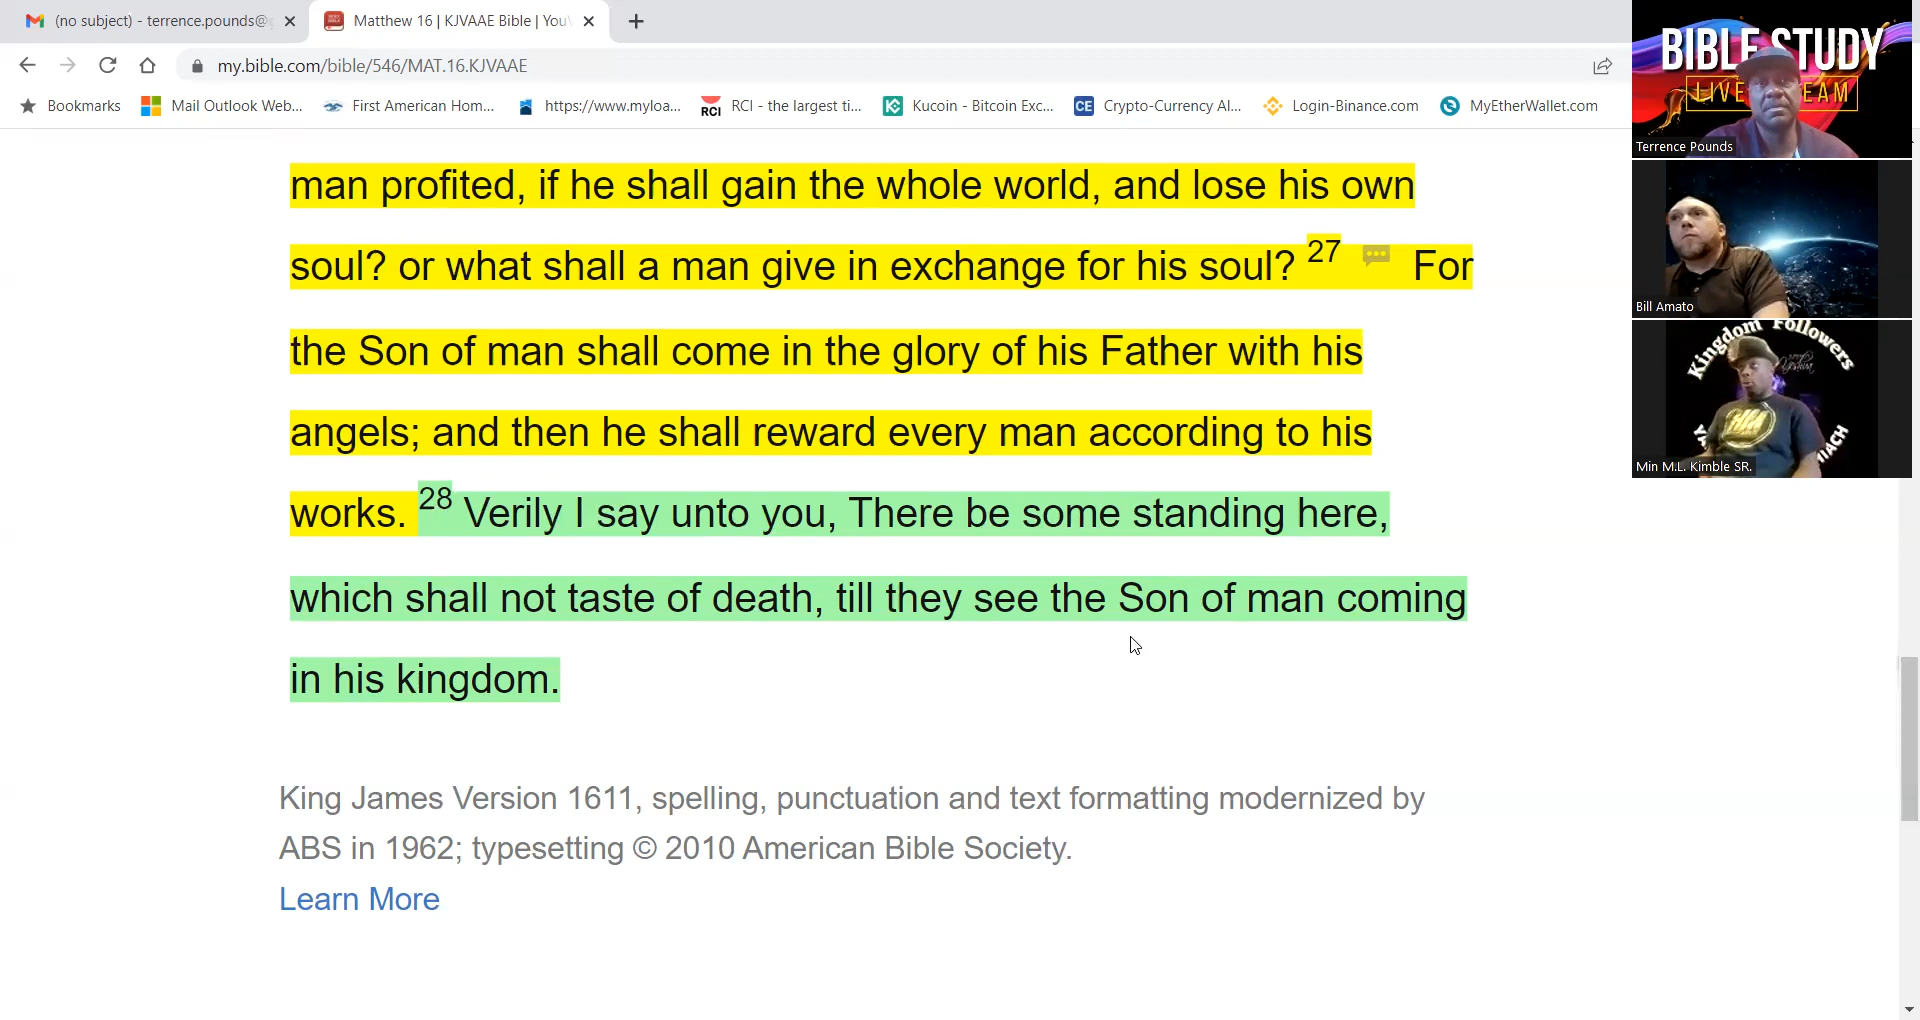 (no subject) - terrence.pounds@
Matthew 16 | KJVAAE Bible | You
my.bible.com/bible/546/MAT.16.KJVAAE
Bookmarks
Mail Outlook Web...
First American Hom...
https://www.myloa...
RCI
RCI - the largest ti...
Kucoin - Bitcoin Exc...
CE
Crypto-Currency Al...
Login-Binance.com
MyEtherWallet.com
man profited, if he shall gain the whole world, and lose his own
soul? or what shall a man give in exchange for his soul? 27 For
the Son of man shall come in the glory of his Father with his
angels; and then he shall reward every man according to his
works. 28 Verily I say unto you, There be some standing here,
which shall not taste of death, till they see the Son of man coming
in his kingdom.
King James Version 1611, spelling, punctuation and text formatting modernized by
ABS in 1962; typesetting © 2010 American Bible Society.
Learn More
BIBLE STUDY
LIVE EAM
Terrence Pounds
Bill Amato
Kingdom Followers
Min M.L. Kimble SR.